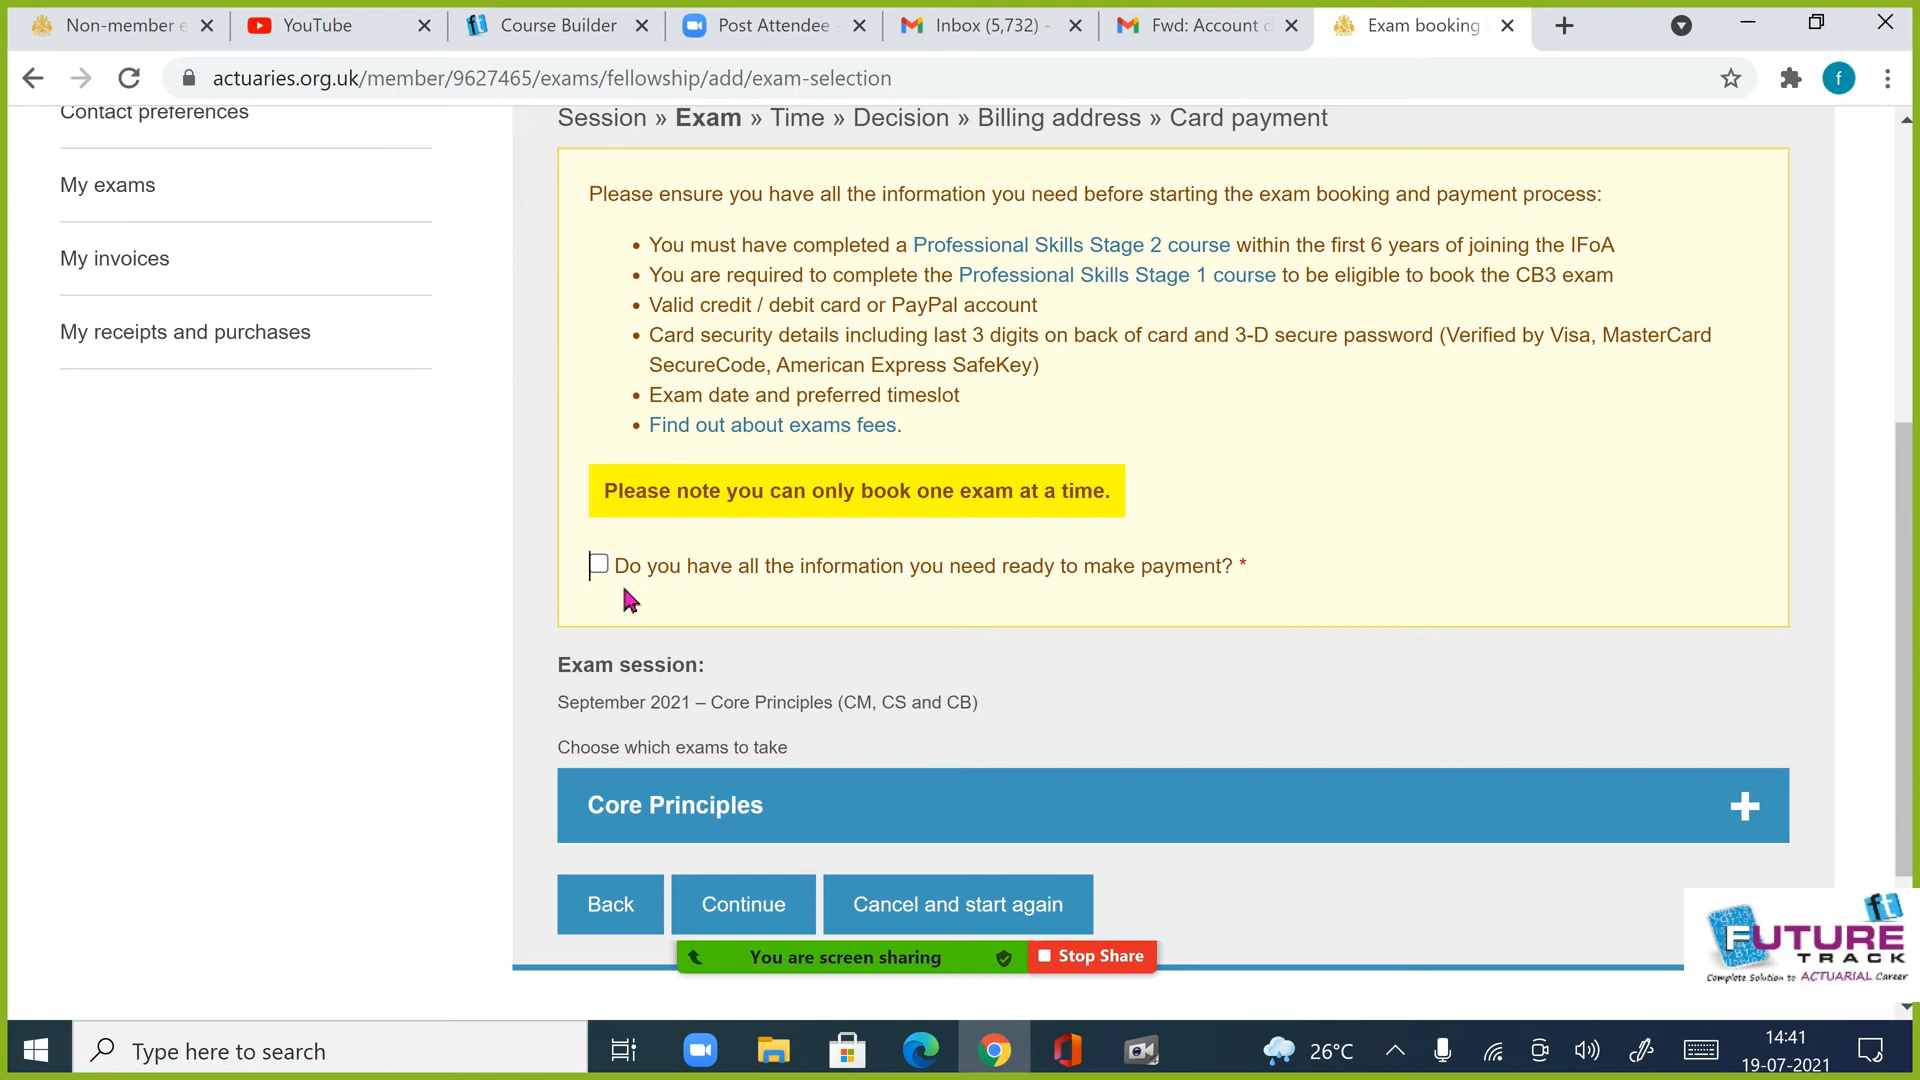 Non-member e
YouTube
Course Builder
Post Attendee -
Inbox (5,732) -
Fwd: Account d
Exam booking
actuaries.org.uk/member/9627465/exams/fellowship/add/exam-selection
f
Contact preferences
My exams
My invoices
My receipts and purchases
Session » Exam » Time » Decision » Billing address » Card payment
Please ensure you have all the information you need before starting the exam booking and payment process:
• You must have completed a Professional Skills Stage 2 course within the first 6 years of joining the IFoA
• You are required to complete the Professional Skills Stage 1 course to be eligible to book the CB3 exam
• Valid credit / debit card or PayPal account
• Card security details including last 3 digits on back of card and 3-D secure password (Verified by Visa, MasterCard
SecureCode, American Express SafeKey)
• Exam date and preferred timeslot
• Find out about exams fees.
Please note you can only book one exam at a time.
Do you have all the information you need ready to make payment? *
Exam session:
September 2021 – Core Principles (CM, CS and CB)
Choose which exams to take
Core Principles
Back
Continue
Cancel and start again
You are screen sharing
Stop Share
ft
FUTURE
TRACK
Complete Solution to ACTUARIAL Career
Type here to search
26°C
14:41
19-07-2021